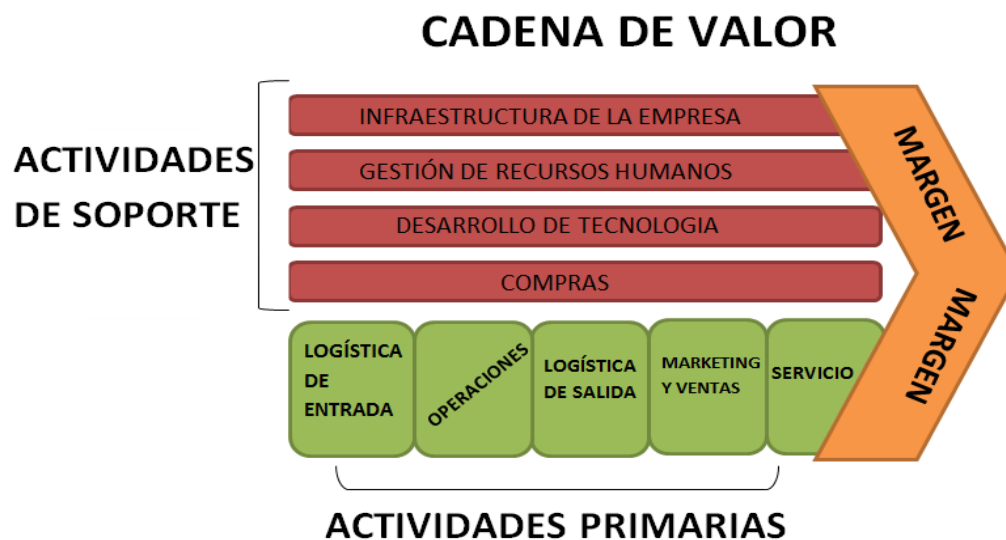 CADENA DE VALOR
ACTIVIDADES
DE SOPORTE
INFRAESTRUCTURA DE LA EMPRESA
GESTIÓN DE RECURSOS HUMANOS
DESARROLLO DE TECNOLOGIA
COMPRAS
LOGÍSTICA
DE
ENTRADA
OPERACIONES
LOGÍSTICA
DE SALIDA
MARKETING
Y VENTAS
SERVICIO
MARGEN
MARGEN
ACTIVIDADES PRIMARIAS